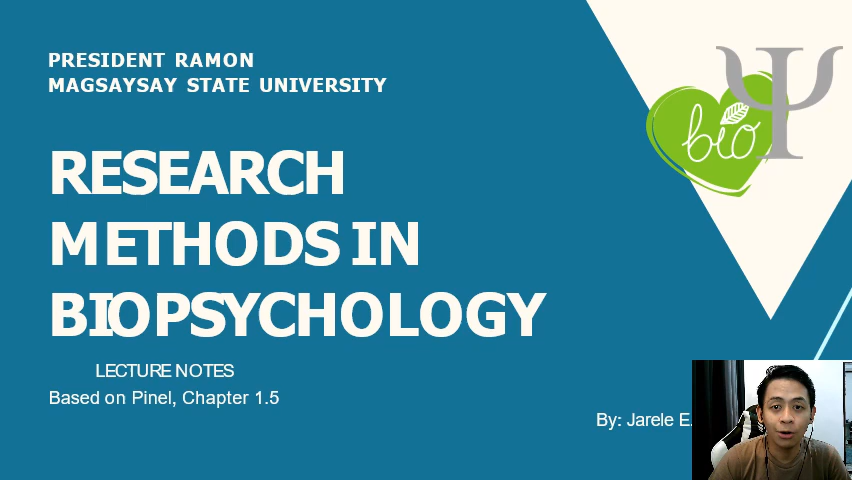 PRESIDENT RAMON
MAGSAYSAY STATE UNIVERSITY
bio
Ψ
RESEARCH
METHODS IN
BIOPSYCHOLOGY
LECTURE NOTES
Based on Pinel, Chapter 1.5
By: Jarele E.